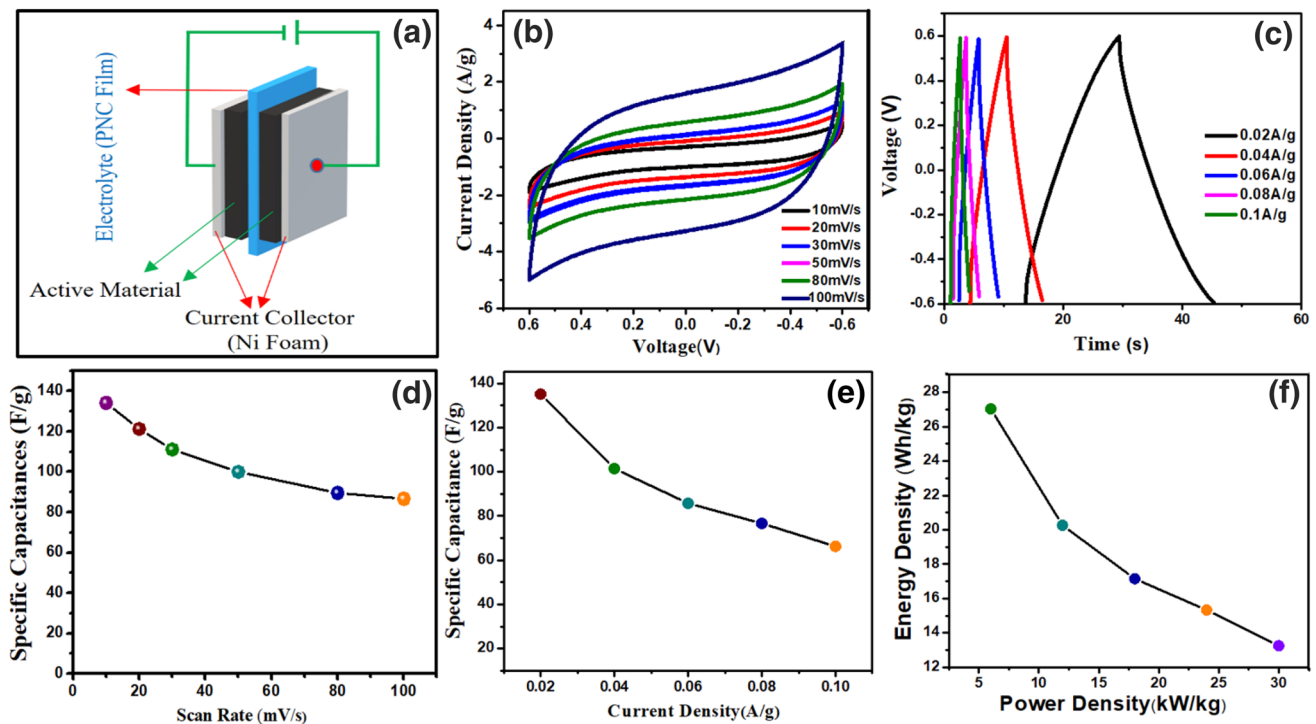 (a)
Electrolyte (PNC Film)
Active Material
Current Collector
(Ni Foam)
(b)
Current Density (A/g)
4
2
0
-2
-4
-6
0.6 0.4 0.2 0.0 -0.2 -0.4 -0.6
Voltage(V)
10mV/s
20mV/s
30mV/s
50mV/s
80mV/s
100mV/s
(c)
Voltage (V)
0.6
0.4
0.2
0.0
-0.2
-0.4
-0.6
0 20 40 60
Time (s)
0.02A/g
0.04A/g
0.06A/g
0.08A/g
0.1A/g
(d)
Specific Capacitances (F/g)
140
120
100
80
60
40
20
0
0 20 40 60 80 100
Scan Rate (mV/s)
(e)
Specific Capacitance (F/g)
140
120
100
80
60
40
20
0.02 0.04 0.06 0.08 0.10
Current Density(A/g)
(f)
Energy Density (Wh/kg)
28
26
24
22
20
18
16
14
12
5 10 15 20 25 30
Power Density(kW/kg)